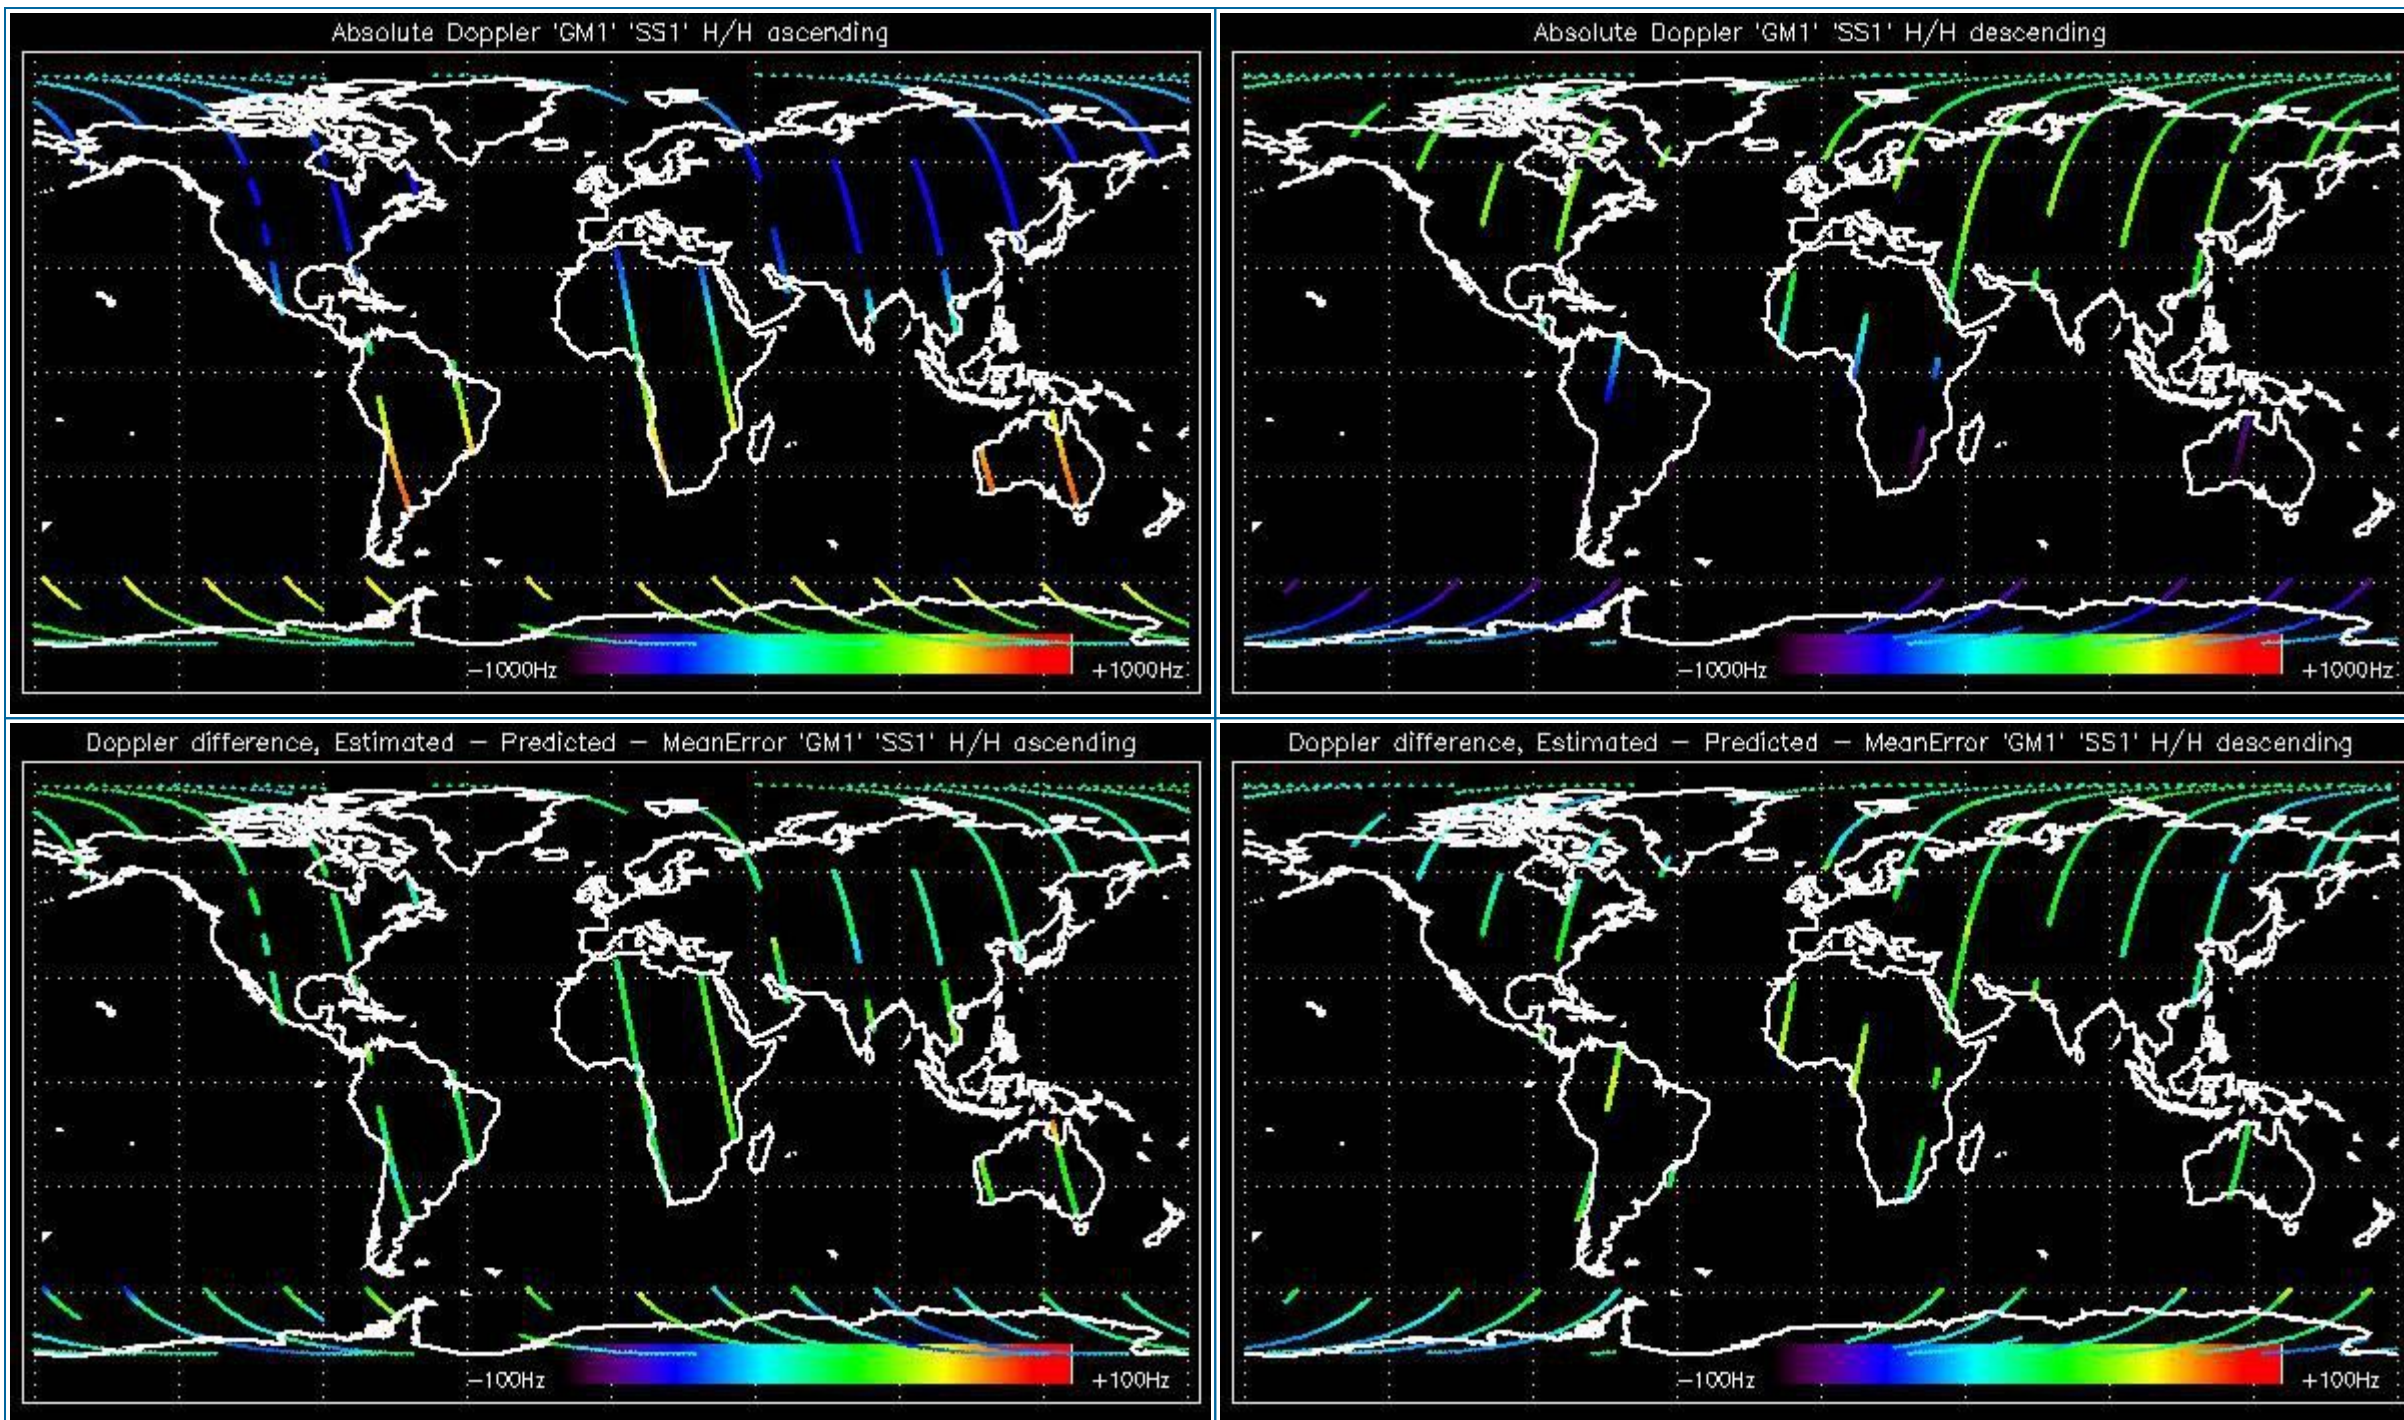 Absolute Doppler 'GM1' 'SS1' H/H ascending
-1000Hz
+1000Hz
Absolute Doppler 'GM1' 'SS1' H/H descending
-1000Hz
+1000Hz
Doppler difference, Estimated - Predicted - MeanError 'GM1' 'SS1' H/H ascending
-100Hz
+100Hz
Doppler difference, Estimated - Predicted - MeanError 'GM1' 'SS1' H/H descending
-100Hz
+100Hz